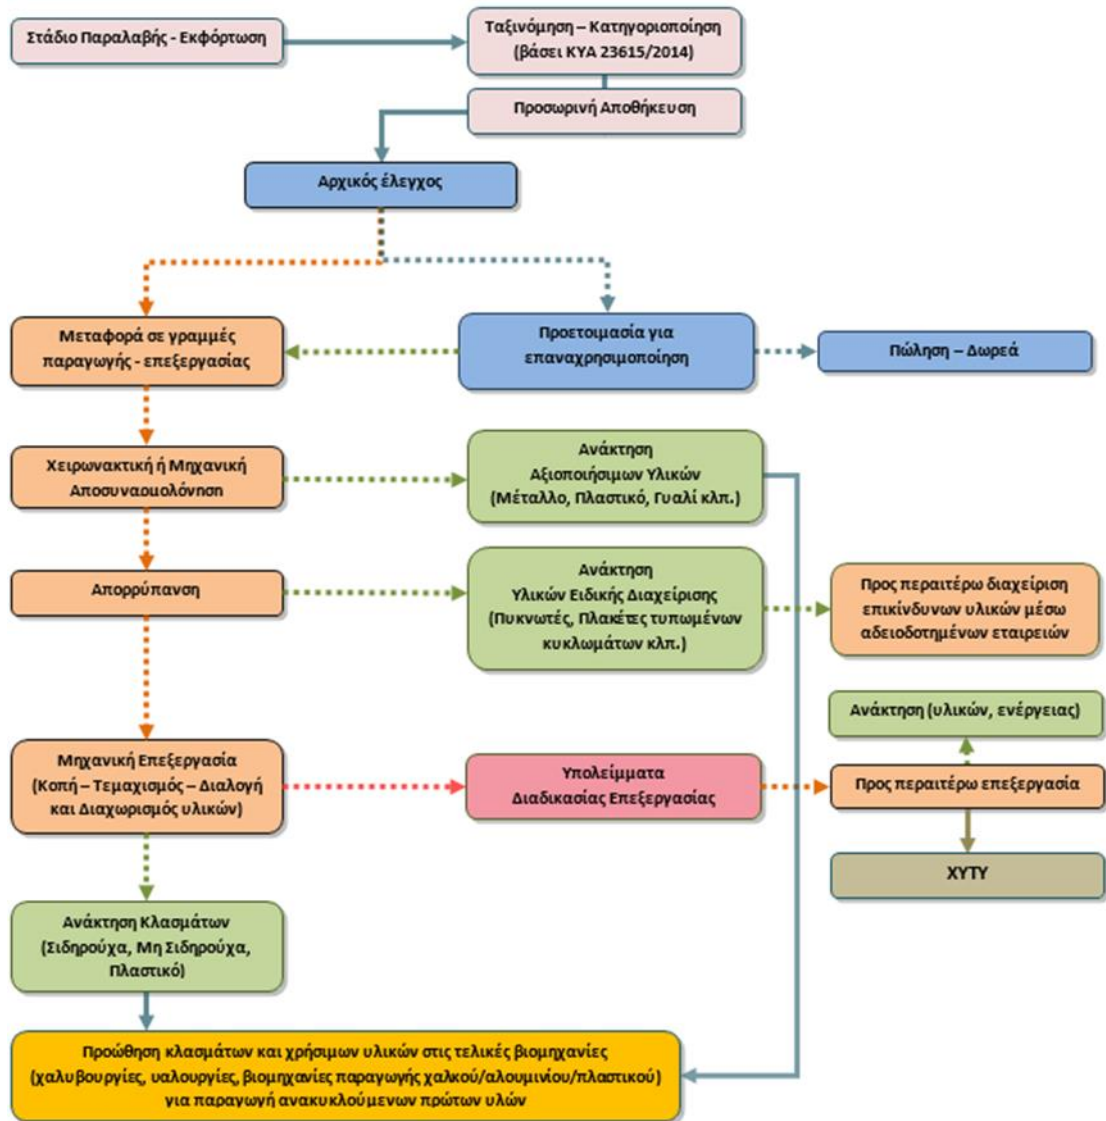 Στάδιο Παραλαβής - Εκφόρτωση
Ταξινόμηση – Κατηγοριοποίηση
(βάσει ΚΥΑ 23615/2014)
Προσωρινή Αποθήκευση
Αρχικός έλεγχος
Μεταφορά σε γραμμές
παραγωγής - επεξεργασίας
Προετοιμασία για
επαναχρησιμοποίηση
Πώληση – Δωρεά
Χειρωνακτική ή Μηχανική
Αποσυναρμολόνηση
Ανάκτηση
Αξιοποιήσιμων Υλικών
(Μέταλλο, Πλαστικό, Γυαλί κλπ.)
Απορρύπανση
Ανάκτηση
Υλικών Ειδικής Διαχείρισης
(Πυκνωτές, Πλακέτες τυπωμένων
κυκλωμάτων κλπ.)
Προς περαιτέρω διαχείριση
επικίνδυνων υλικών μέσω
αδειοδοτημένων εταιρειών
Ανάκτηση (υλικών, ενέργειας)
Μηχανική Επεξεργασία
(Κοπή – Τεμαχισμός – Διαλογή
και Διαχωρισμός υλικών)
Υπολείμματα
Διαδικασίας Επεξεργασίας
Προς περαιτέρω επεξεργασία
ΧΥΤΥ
Ανάκτηση Κλασμάτων
(Σιδηρούχα, Μη Σιδηρούχα,
Πλαστικό)
Προώθηση κλασμάτων και χρήσιμων υλικών στις τελικές βιομηχανίες
(χαλυβουργίες, υαλουργίες, βιομηχανίες παραγωγής χαλκού/αλουμινίου/πλαστικού)
για παραγωγή ανακυκλούμενων πρώτων υλών